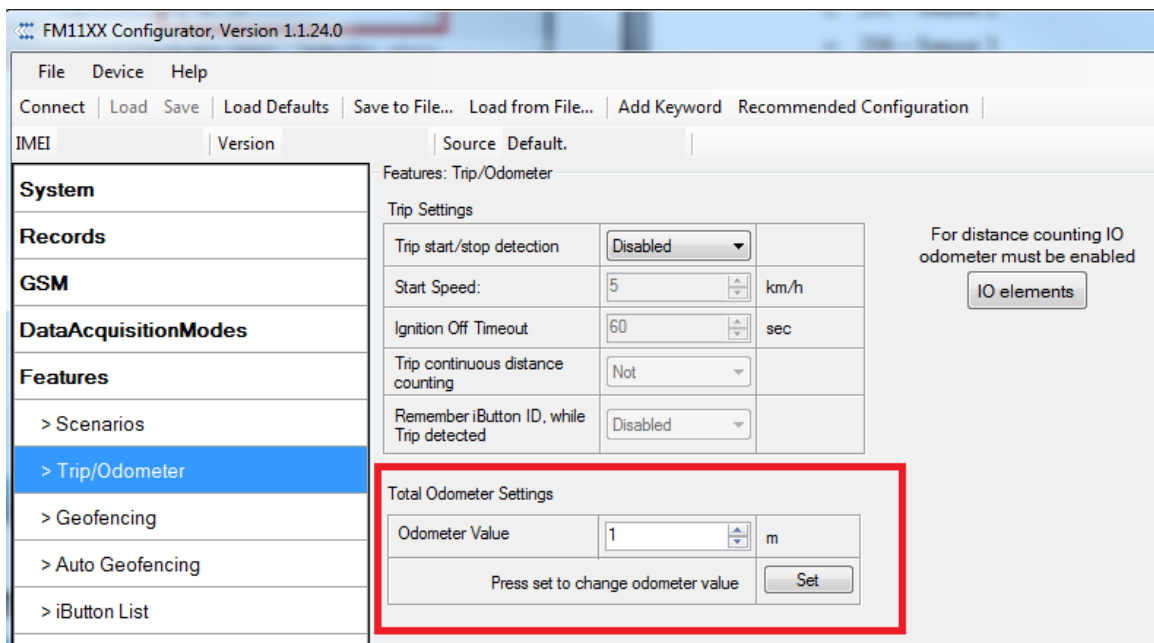 FM11XX Configurator, Version 1.1.24.0
File Device Help
Connect Load Save Load Defaults Save to File... Load from File... Add Keyword Recommended Configuration
IMEI Version Source Default.
System
Records
GSM
DataAcquisitionModes
Features
> Scenarios
> Trip/Odometer
> Geofencing
> Auto Geofencing
> iButton List
Features: Trip/Odometer
Trip Settings
Trip start/stop detection Disabled
Start Speed: 5 km/h
Ignition Off Timeout 60 sec
Trip continuous distance
counting Not
Remember iButton ID, while
Trip detected Disabled
For distance counting IO
odometer must be enabled
IO elements
Total Odometer Settings
Odometer Value 1 m
Press set to change odometer value Set